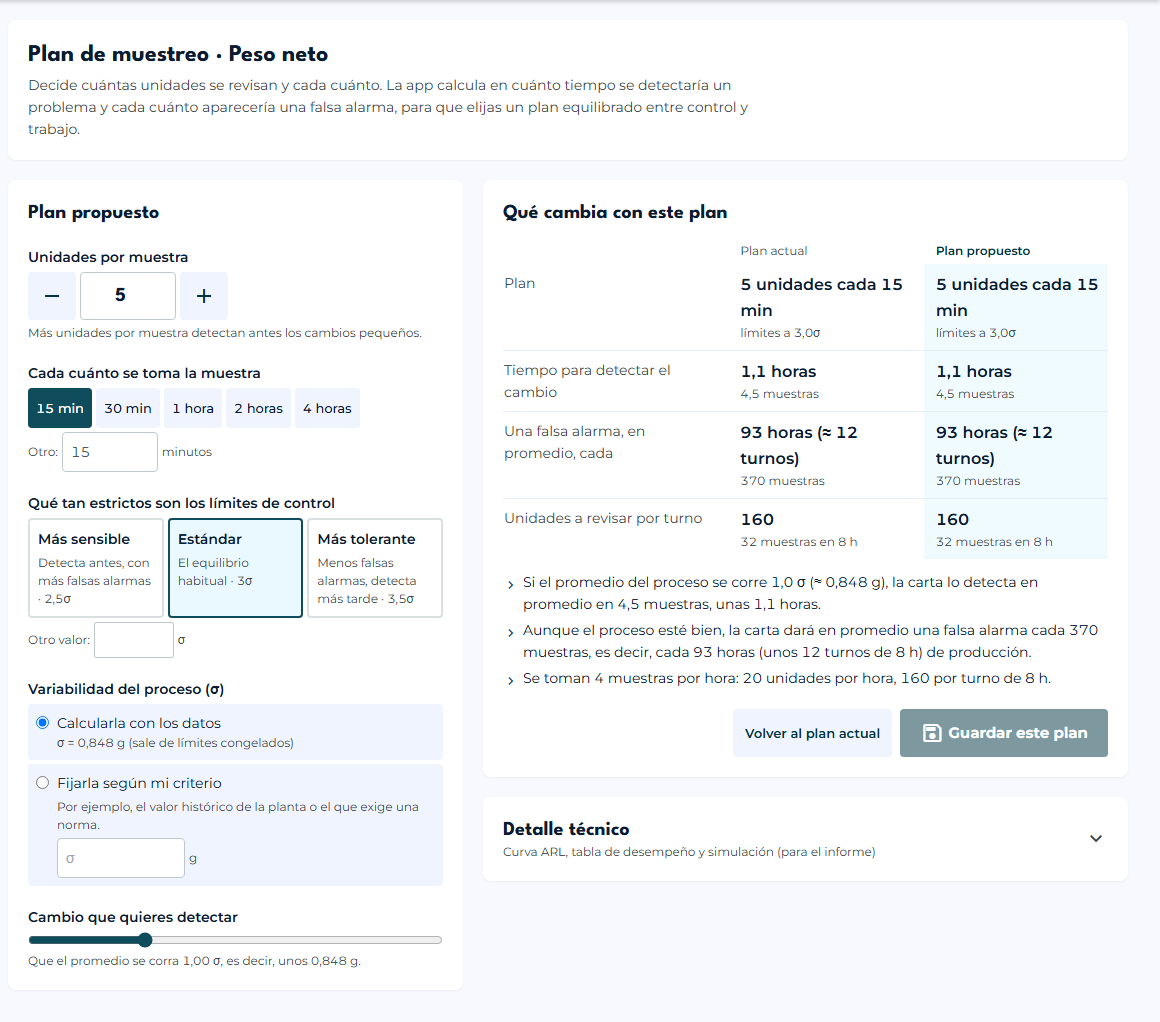 Plan de muestreo · Peso neto
Decide cuántas unidades se revisan y cada cuánto. La app calcula en cuánto tiempo se detectaría un
problema y cada cuánto aparecería una falsa alarma, para que elijas un plan equilibrado entre control y
trabajo.
Plan propuesto
Unidades por muestra
− 5 +
Más unidades por muestra detectan antes los cambios pequeños.
Cada cuánto se toma la muestra
15 min 30 min 1 hora 2 horas 4 horas
Otro: 15 minutos
Qué tan estrictos son los límites de control
Más sensible
Detecta antes, con
más falsas alarmas
· 2,5σ
Estándar
El equilibrio
habitual · 3σ
Más tolerante
Menos falsas
alarmas, detecta
más tarde · 3,5σ
Otro valor: σ
Variabilidad del proceso (σ)
Calcularla con los datos
σ = 0,848 g (sale de límites congelados)
Fijarla según mi criterio
Por ejemplo, el valor histórico de la planta o el que exige una
norma.
σ g
Cambio que quieres detectar
Que el promedio se corra 1,00 σ, es decir, unos 0,848 g.
Qué cambia con este plan
Plan actual Plan propuesto
Plan
5 unidades cada 15
min
límites a 3,0σ
5 unidades cada 15
min
límites a 3,0σ
Tiempo para detectar el
cambio
1,1 horas
4,5 muestras
1,1 horas
4,5 muestras
Una falsa alarma, en
promedio, cada
93 horas (≈ 12
turnos)
370 muestras
93 horas (≈ 12
turnos)
370 muestras
Unidades a revisar por turno
160
32 muestras en 8 h
160
32 muestras en 8 h
Si el promedio del proceso se corre 1,0 σ (≈ 0,848 g), la carta lo detecta en
promedio en 4,5 muestras, unas 1,1 horas.
Aunque el proceso esté bien, la carta dará en promedio una falsa alarma cada 370
muestras, es decir, cada 93 horas (unos 12 turnos de 8 h) de producción.
Se toman 4 muestras por hora: 20 unidades por hora, 160 por turno de 8 h.
Volver al plan actual
Guardar este plan
Detalle técnico
Curva ARL, tabla de desempeño y simulación (para el informe)